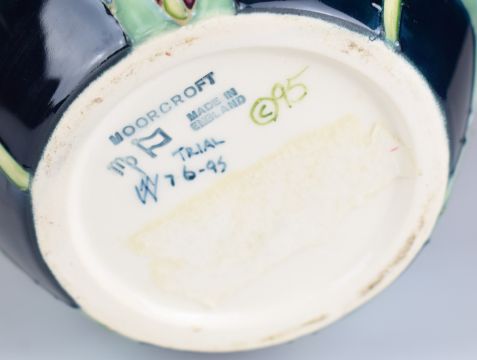 MOORCROFT
MADE IN
ENGLAND
©95
TRIAL
7 6-95